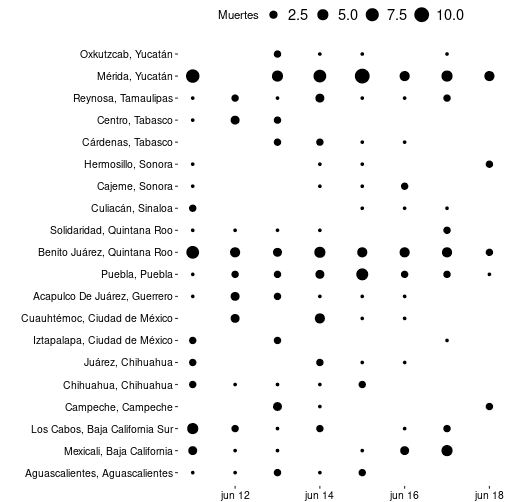 Muertes 2.5 5.0 7.5 10.0
Oxkutzcab, Yucatán
Mérida, Yucatán
Reynosa, Tamaulipas
Centro, Tabasco
Cárdenas, Tabasco
Hermosillo, Sonora
Cajeme, Sonora
Culiacán, Sinaloa
Solidaridad, Quintana Roo
Benito Juárez, Quintana Roo
Puebla, Puebla
Acapulco De Juárez, Guerrero
Cuauhtémoc, Ciudad de México
Iztapalapa, Ciudad de México
Juárez, Chihuahua
Chihuahua, Chihuahua
Campeche, Campeche
Los Cabos, Baja California Sur
Mexicali, Baja California
Aguascalientes, Aguascalientes
jun 12 jun 14 jun 16 jun 18